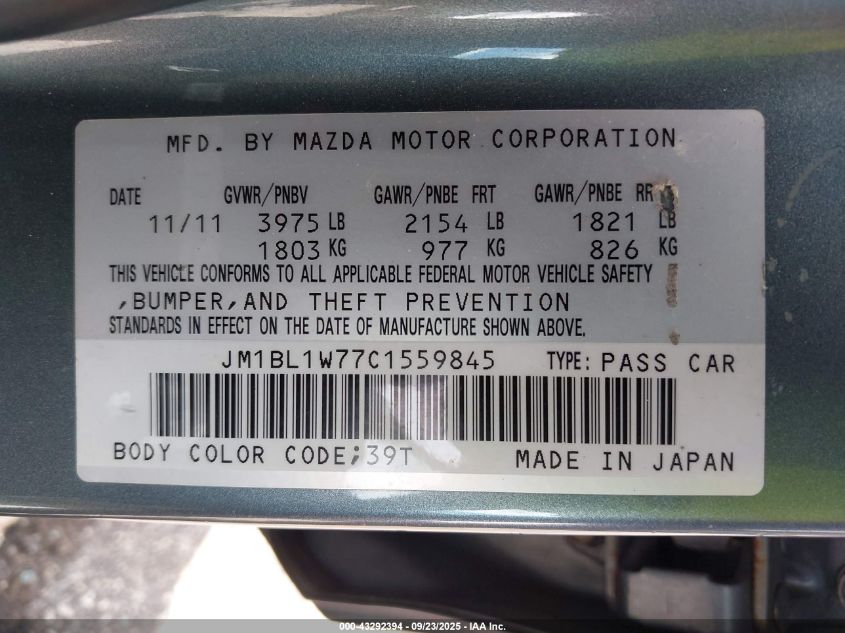 MFD. BY MAZDA MOTOR CORPORATION
DATE GVWR/PNBV GAWR/PNBE FRT GAWR/PNBE RR
11/11 3975 LB 2154 LB 1821 LB
1803 KG 977 KG 826 KG
THIS VEHICLE CONFORMS TO ALL APPLICABLE FEDERAL MOTOR VEHICLE SAFETY
,BUMPER,AND THEFT PREVENTION
STANDARDS IN EFFECT ON THE DATE OF MANUFACTURE SHOWN ABOVE.
JM1BL1W77C1559845 TYPE: PASS CAR
BODY COLOR CODE;39T MADE IN JAPAN
000-43292394 - 09/23/2025 - IAA Inc.